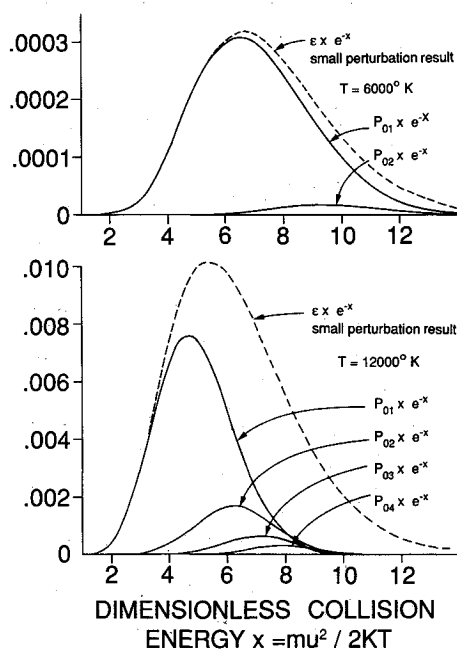 .0003
.0002
.0001
0
ε x e⁻ˣ
small perturbation result
T = 6000° K
P₀₁ x e⁻ˣ
P₀₂ x e⁻ˣ
2 4 6 8 10 12
.010
.008
.006
.004
.002
0
ε x e⁻ˣ
small perturbation result
T = 12000° K
P₀₁ x e⁻ˣ
P₀₂ x e⁻ˣ
P₀₃ x e⁻ˣ
P₀₄ x e⁻ˣ
2 4 6 8 10 12
DIMENSIONLESS COLLISION
ENERGY x =mu² / 2KT